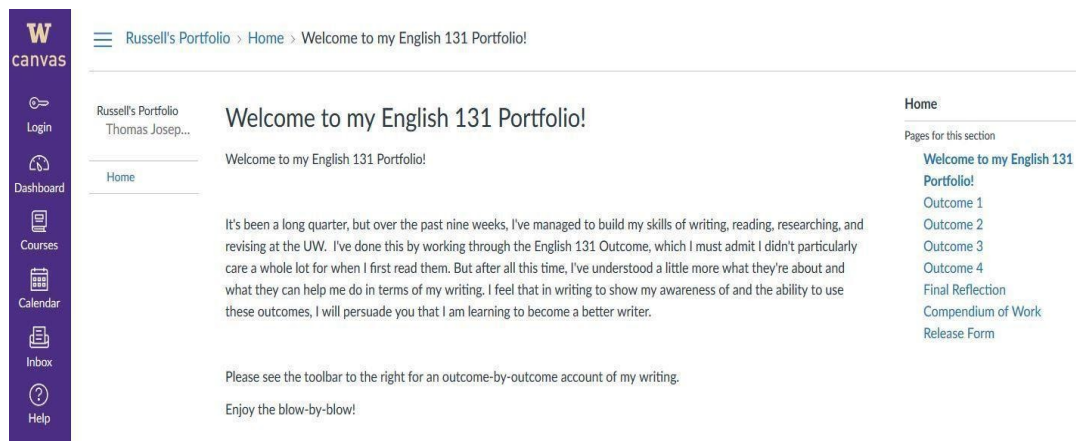 W
canvas
Login
Dashboard
Courses
Calendar
Inbox
Help
Russell's Portfolio > Home > Welcome to my English 131 Portfolio!
Russell's Portfolio
Thomas Josep...
Home
Welcome to my English 131 Portfolio!
Welcome to my English 131 Portfolio!
It's been a long quarter, but over the past nine weeks, I've managed to build my skills of writing, reading, researching, and
revising at the UW. I've done this by working through the English 131 Outcome, which I must admit I didn't particularly
care a whole lot for when I first read them. But after all this time, I've understood a little more what they're about and
what they can help me do in terms of my writing. I feel that in writing to show my awareness of and the ability to use
these outcomes, I will persuade you that I am learning to become a better writer.
Please see the toolbar to the right for an outcome-by-outcome account of my writing.
Enjoy the blow-by-blow!
Home
Pages for this section
Welcome to my English 131
Portfolio!
Outcome 1
Outcome 2
Outcome 3
Outcome 4
Final Reflection
Compendium of Work
Release Form